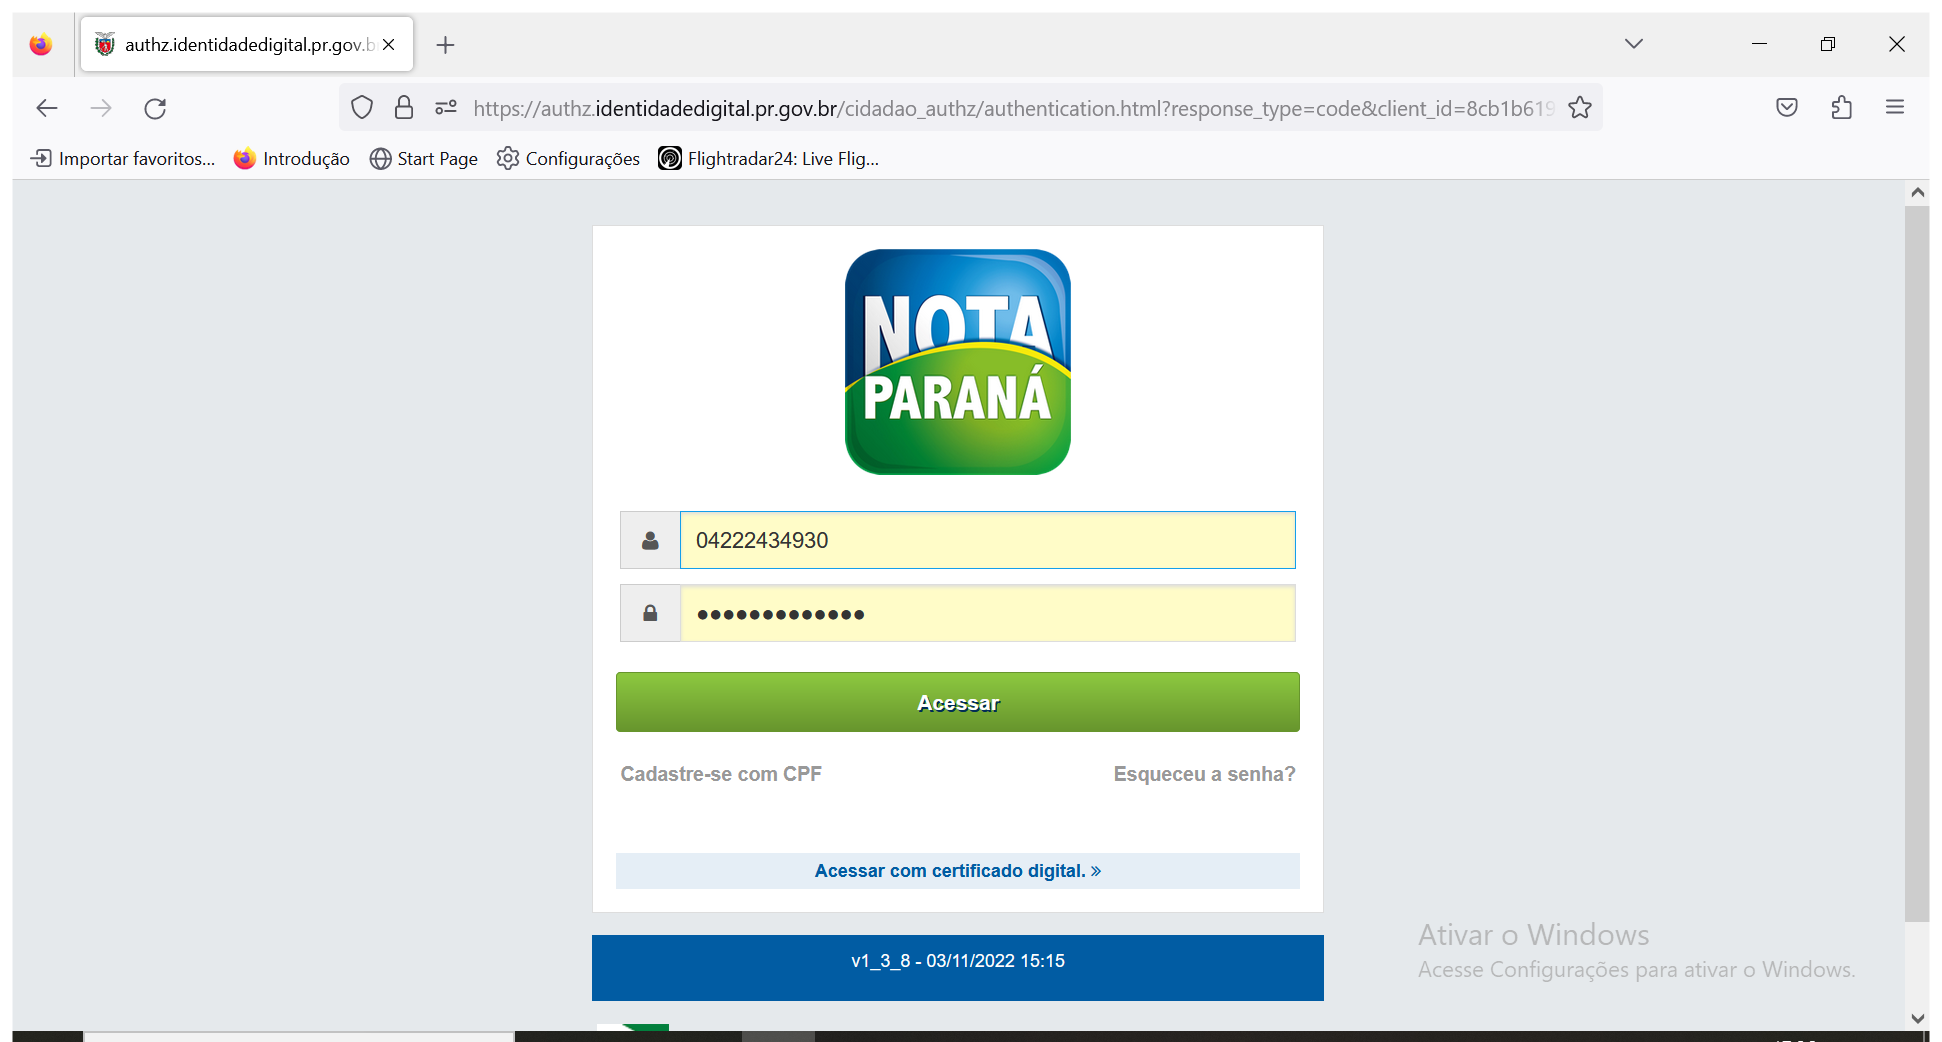 authz.identidadedigital.pr.gov.b
https://authz.identidadedigital.pr.gov.br/cidadao_authz/authentication.html?response_type=code&client_id=8cb1b619
Importar favoritos... Introdução Start Page Configurações Flightradar24: Live Flig...
NOTA
PARANÁ
04222434930
•••••••••••••
Acessar
Cadastre-se com CPF Esqueceu a senha?
Acessar com certificado digital. »
v1_3_8 - 03/11/2022 15:15
Ativar o Windows
Acesse Configurações para ativar o Windows.